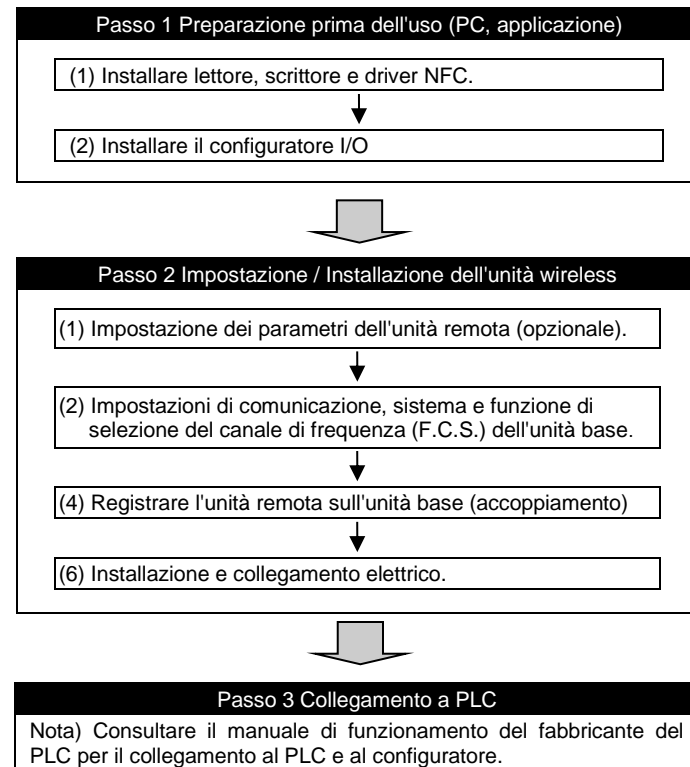 Passo 1 Preparazione prima dell'uso (PC, applicazione)
(1) Installare lettore, scrittore e driver NFC.
(2) Installare il configuratore I/O
Passo 2 Impostazione / Installazione dell'unità wireless
(1) Impostazione dei parametri dell'unità remota (opzionale).
(2) Impostazioni di comunicazione, sistema e funzione di
selezione del canale di frequenza (F.C.S.) dell'unità base.
(4) Registrare l'unità remota sull'unità base (accoppiamento)
(6) Installazione e collegamento elettrico.
Passo 3 Collegamento a PLC
Nota) Consultare il manuale di funzionamento del fabbricante del
PLC per il collegamento al PLC e al configuratore.